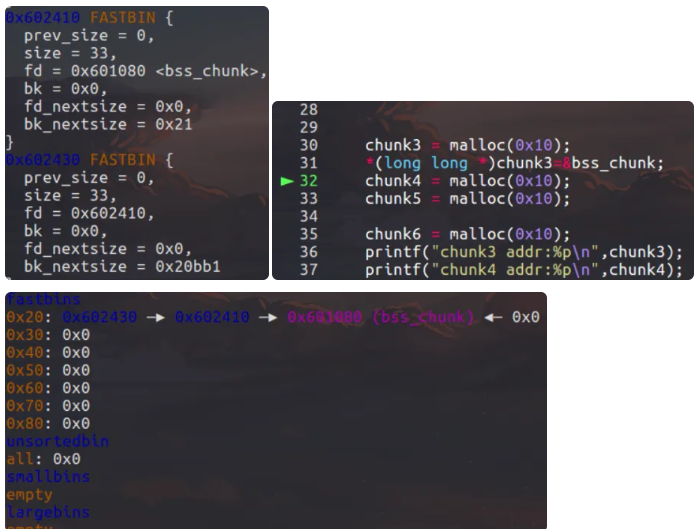 0x602410 FASTBIN {
  prev_size = 0,
  size = 33,
  fd = 0x601080 <bss_chunk>,
  bk = 0x0,
  fd_nextsize = 0x0,
  bk_nextsize = 0x21
}
0x602430 FASTBIN {
  prev_size = 0,
  size = 33,
  fd = 0x602410,
  bk = 0x0,
  fd_nextsize = 0x0,
  bk_nextsize = 0x20bb1
28
29
30 chunk3 = malloc(0x10);
31 *(long long *)chunk3=&bss_chunk;
► 32 chunk4 = malloc(0x10);
33 chunk5 = malloc(0x10);
34
35 chunk6 = malloc(0x10);
36 printf("chunk3 addr:%p\n",chunk3);
37 printf("chunk4 addr:%p\n",chunk4);
fastbins
0x20: 0x602430 → 0x602410 → 0x601080 (bss_chunk) ← 0x0
0x30: 0x0
0x40: 0x0
0x50: 0x0
0x60: 0x0
0x70: 0x0
0x80: 0x0
unsortedbin
all: 0x0
smallbins
empty
largebins